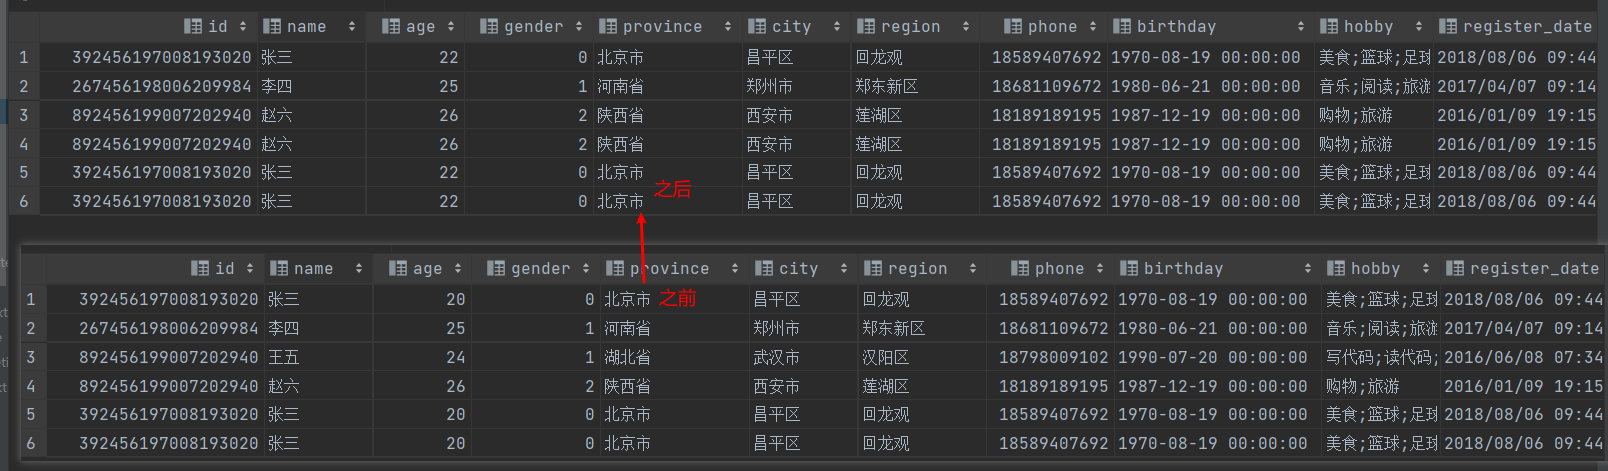 id name age gender province city region phone birthday hobby register_date
1 392456197008193020 张三 22 0 北京市 昌平区 回龙观 18589407692 1970-08-19 00:00:00 美食;篮球;足球 2018/08/06 09:44
2 267456198006209984 李四 25 1 河南省 郑州市 郑东新区 18681109672 1980-06-21 00:00:00 音乐;阅读;旅游 2017/04/07 09:14
3 892456199007202940 赵六 26 2 陕西省 西安市 莲湖区 18189189195 1987-12-19 00:00:00 购物;旅游 2016/01/09 19:15
4 892456199007202940 赵六 26 2 陕西省 西安市 莲湖区 18189189195 1987-12-19 00:00:00 购物;旅游 2016/01/09 19:15
5 392456197008193020 张三 22 0 北京市 昌平区 回龙观 18589407692 1970-08-19 00:00:00 美食;篮球;足球 2018/08/06 09:44
之后
6 392456197008193020 张三 22 0 北京市 昌平区 回龙观 18589407692 1970-08-19 00:00:00 美食;篮球;足球 2018/08/06 09:44
id name age gender province city region phone birthday hobby register_date
1 392456197008193020 张三 20 0 北京市 之前 昌平区 回龙观 18589407692 1970-08-19 00:00:00 美食;篮球;足球 2018/08/06 09:44
2 267456198006209984 李四 25 1 河南省 郑州市 郑东新区 18681109672 1980-06-21 00:00:00 音乐;阅读;旅游 2017/04/07 09:14
3 892456199007202940 王五 24 1 湖北省 武汉市 汉阳区 18798009102 1990-07-20 00:00:00 写代码;读代码; 2016/06/08 07:34
4 892456199007202940 赵六 26 2 陕西省 西安市 莲湖区 18189189195 1987-12-19 00:00:00 购物;旅游 2016/01/09 19:15
5 392456197008193020 张三 20 0 北京市 昌平区 回龙观 18589407692 1970-08-19 00:00:00 美食;篮球;足球 2018/08/06 09:44
6 392456197008193020 张三 20 0 北京市 昌平区 回龙观 18589407692 1970-08-19 00:00:00 美食;篮球;足球 2018/08/06 09:44